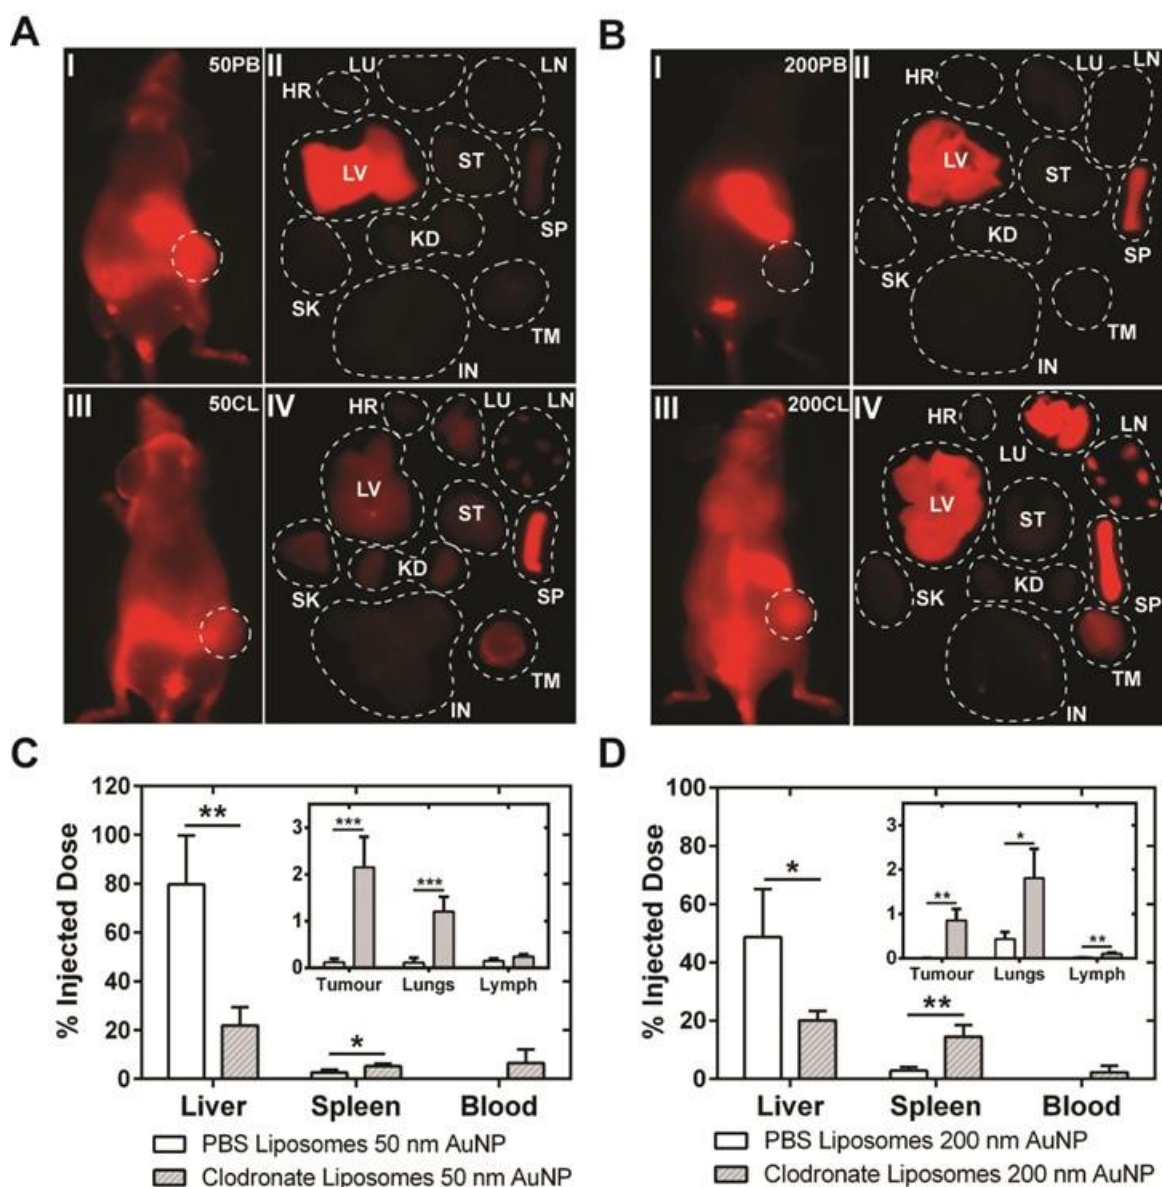 A
I
50PB
II
HR
LU
LN
LV
ST
SP
KD
SK
TM
IN
III
50CL
IV
HR
LU
LN
LV
ST
KD
SP
SK
TM
IN
B
I
200PB
II
HR
LU
LN
LV
ST
SP
KD
SK
TM
IN
III
200CL
IV
HR
LU
LN
LV
ST
KD
SP
SK
TM
IN
C
% Injected Dose
120
100
80
60
40
20
0
**
*
3
2
1
0
***
***
Tumour Lungs Lymph
Liver Spleen Blood
PBS Liposomes 50 nm AuNP
Clodronate Liposomes 50 nm AuNP
D
% Injected Dose
100
80
60
40
20
0
*
**
3
2
1
0
**
*
**
Tumour Lungs Lymph
Liver Spleen Blood
PBS Liposomes 200 nm AuNP
Clodronate Liposomes 200 nm AuNP